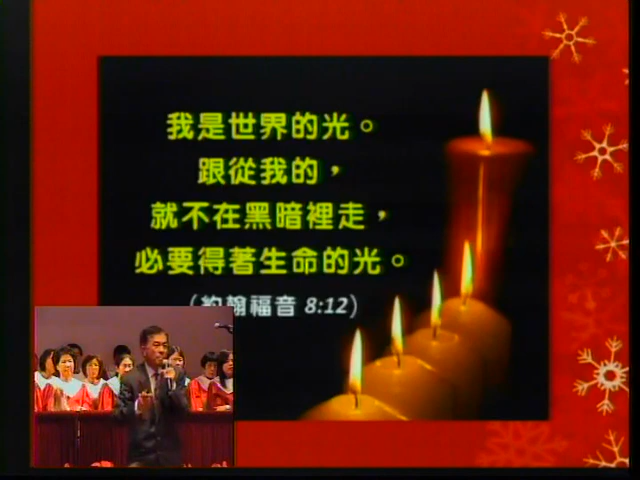 我是世界的光。
跟從我的，
就不在黑暗裡走，
必要得著生命的光。
（約翰福音 8:12）